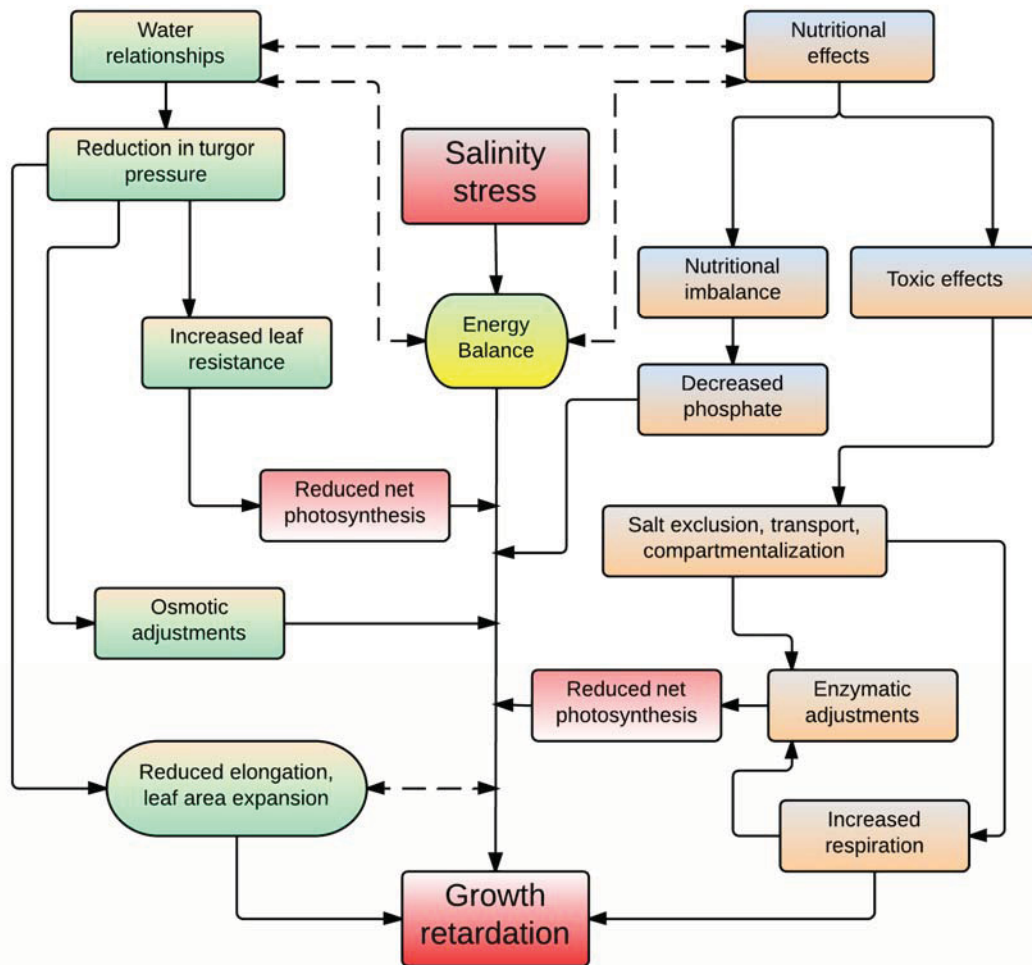 Water
relationships
Nutritional
effects
Reduction in turgor
pressure
Salinity
stress
Nutritional
imbalance
Toxic effects
Increased leaf
resistance
Energy
Balance
Decreased
phosphate
Reduced net
photosynthesis
Salt exclusion, transport,
compartmentalization
Osmotic
adjustments
Reduced net
photosynthesis
Enzymatic
adjustments
Reduced elongation,
leaf area expansion
Increased
respiration
Growth
retardation